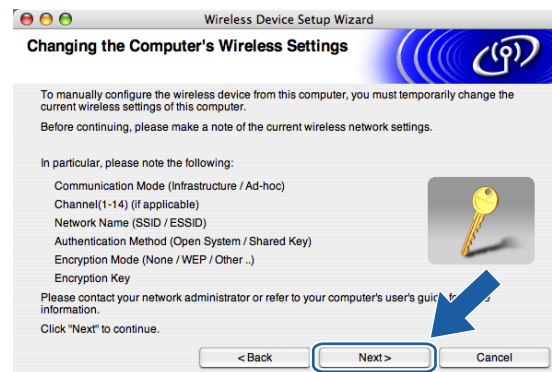 Wireless Device Setup Wizard
Changing the Computer's Wireless Settings
To manually configure the wireless device from this computer, you must temporarily change the
current wireless settings of this computer.
Before continuing, please make a note of the current wireless network settings.
In particular, please note the following:
Communication Mode (Infrastructure / Ad-hoc)
Channel(1-14) (if applicable)
Network Name (SSID / ESSID)
Authentication Method (Open System / Shared Key)
Encryption Mode (None / WEP / Other ..)
Encryption Key
Please contact your network administrator or refer to your computer's user's guide for
information.
Click "Next" to continue.
< Back
Next >
Cancel